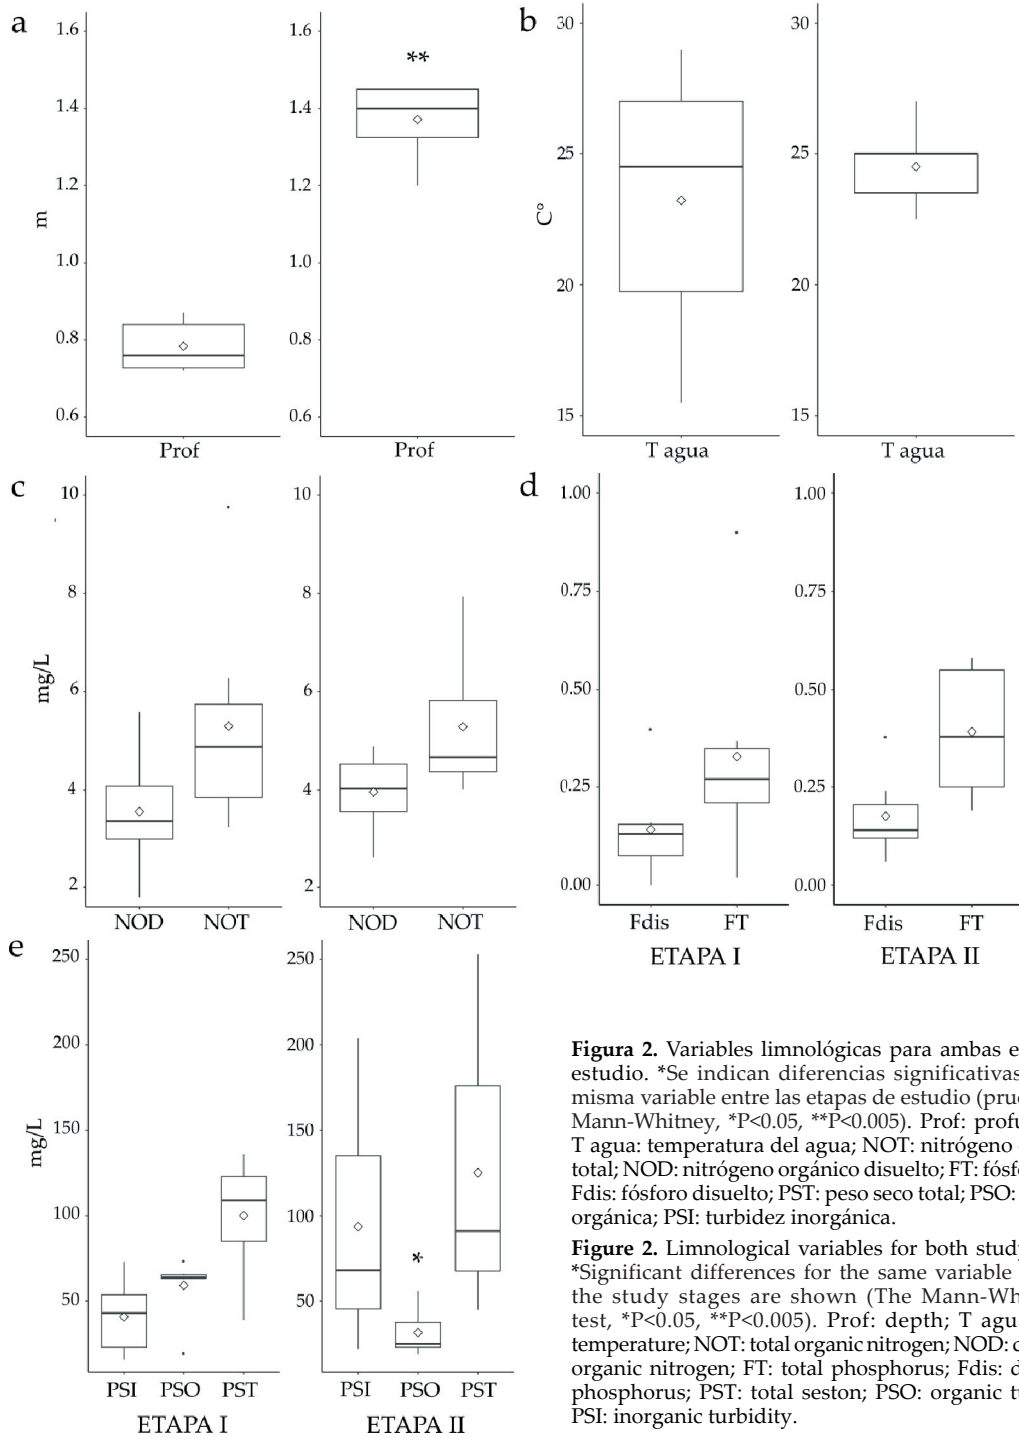 a
1.6
1.4
1.2
1.0
0.8
0.6
m
Prof
1.6
1.4
1.2
1.0
0.8
0.6
**
Prof
b
30
25
20
15
C°
T agua
30
25
20
15
T agua
c
10
8
6
4
2
mg/L
NOD NOT
10
8
6
4
2
NOD NOT
d
1.00
0.75
0.50
0.25
0.00
Fdis FT
ETAPA I
1.00
0.75
0.50
0.25
0.00
Fdis FT
ETAPA II
e
250
200
150
100
50
mg/L
PSI PSO PST
ETAPA I
250
200
150
100
50
*
PSI PSO PST
ETAPA II
Figura 2. Variables limnológicas para ambas
estudio. *Se indican diferencias significativas
misma variable entre las etapas de estudio
Mann-Whitney, *P<0.05, **P<0.005). Prof:
T agua: temperatura del agua; NOT: nitrógeno
total; NOD: nitrógeno orgánico disuelto; FT:
Fdis: fósforo disuelto; PST: peso seco total; PSO:
orgánica; PSI: turbidez inorgánica.
Figure 2. Limnological variables for both study
*Significant differences for the same variable
the study stages are shown (The
test, *P<0.05, **P<0.005). Prof: depth; T
temperature; NOT: total organic nitrogen; NOD:
organic nitrogen; FT: total phosphorus; Fdis:
phosphorus; PST: total seston; PSO: organic
PSI: inorganic turbidity.